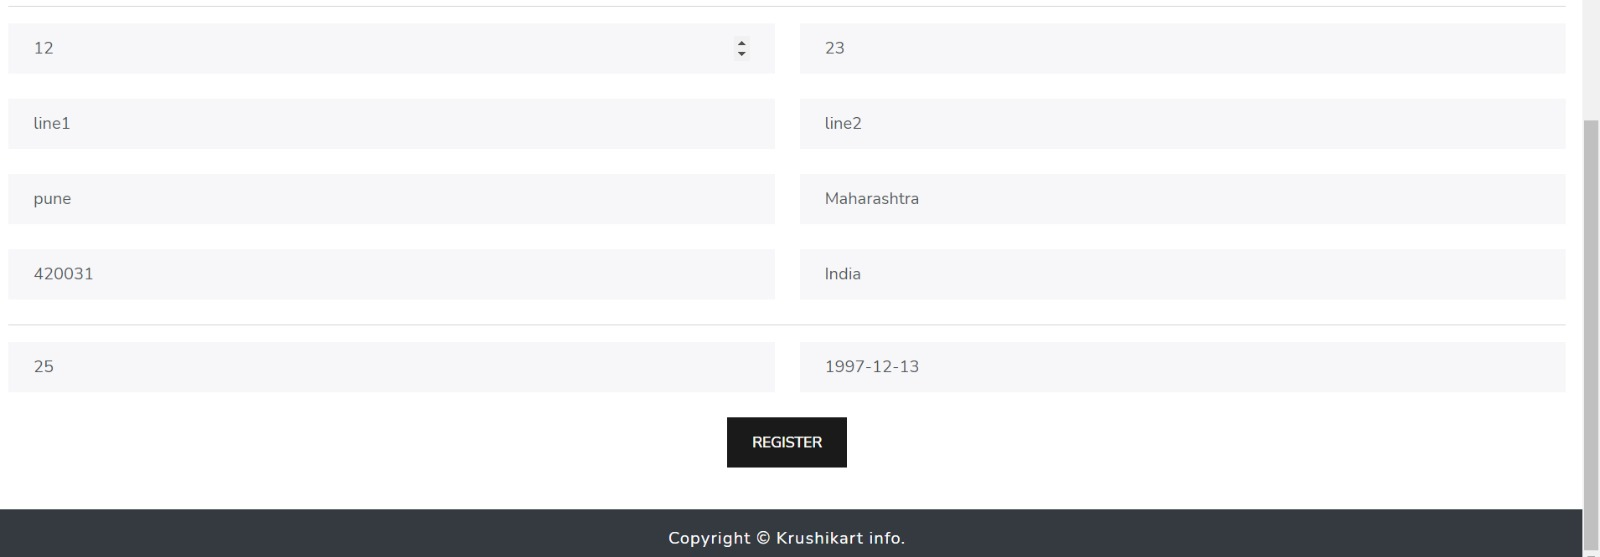 12
23
line1
line2
pune
Maharashtra
420031
India
25
1997-12-13
REGISTER
Copyright © Krushikart info.